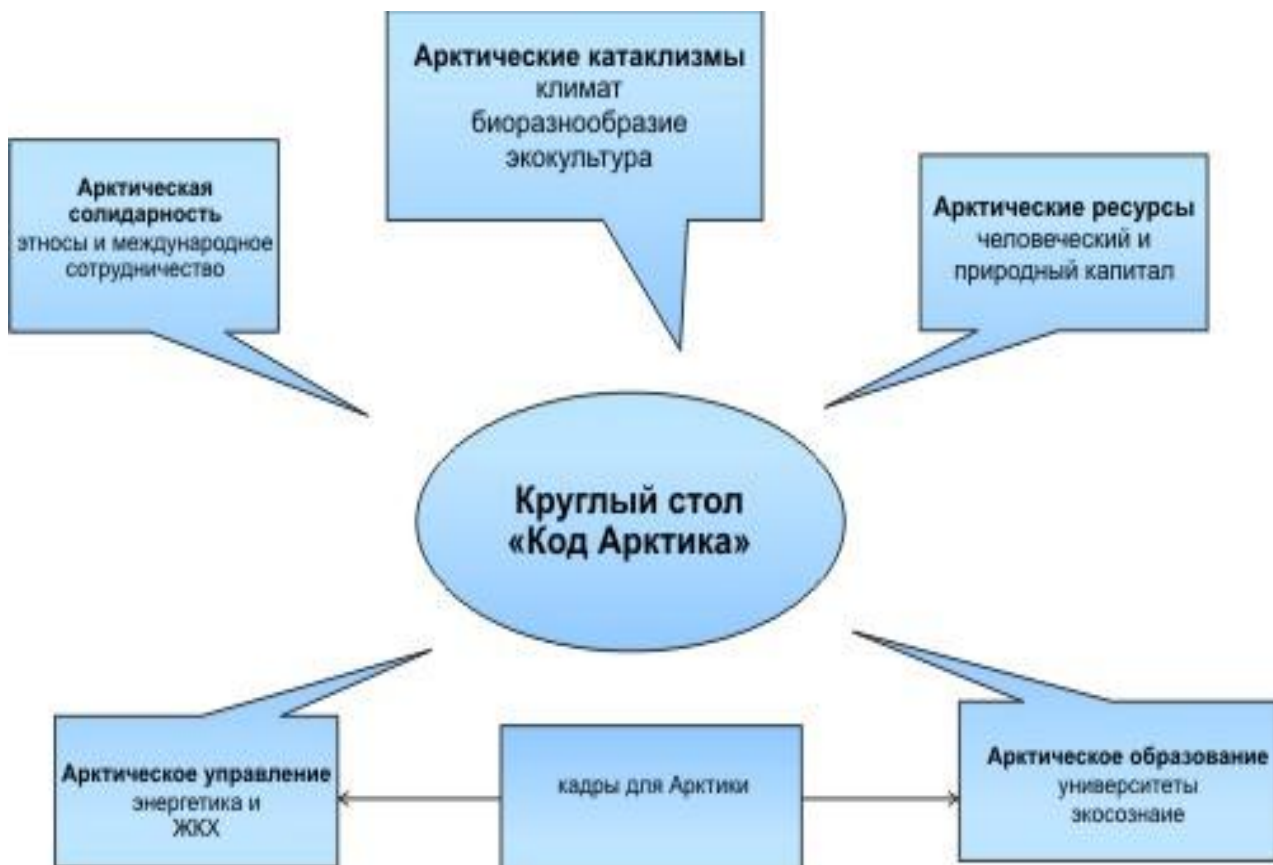 Арктические катаклизмы
климат
биоразнообразие
экокультура
Арктическая
солидарность
этносы и международное
сотрудничество
Арктические ресурсы
человеческий и
природный капитал
Круглый стол
«Код Арктика»
Арктическое управление
энергетика и
ЖКХ
кадры для Арктики
Арктическое образование
университеты
экосознаие